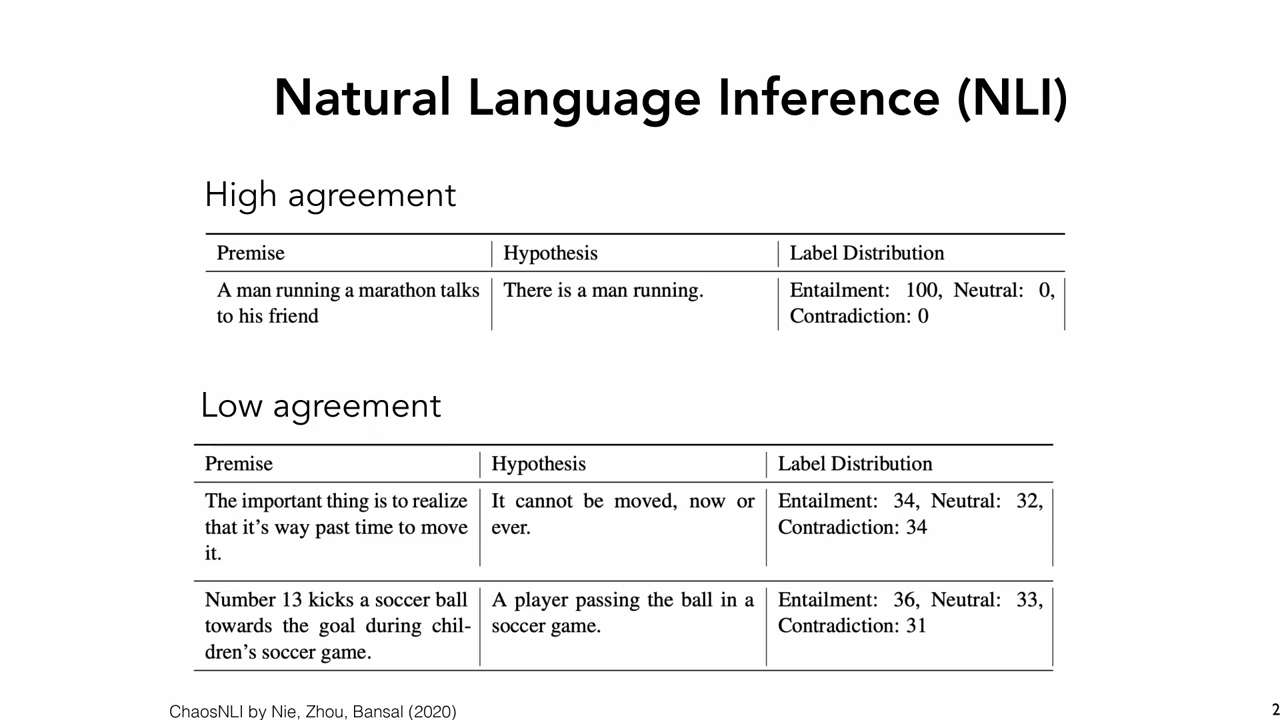 Natural Language Inference (NLI)
High agreement
Premise Hypothesis Label Distribution
A man running a marathon talks There is a man running. Entailment: 100, Neutral: 0,
to his friend Contradiction: 0
Low agreement
Premise Hypothesis Label Distribution
The important thing is to realize It cannot be moved, now or Entailment: 34, Neutral: 32,
that it's way past time to move ever. Contradiction: 34
it.
Number 13 kicks a soccer ball A player passing the ball in a Entailment: 36, Neutral: 33,
towards the goal during chil- soccer game. Contradiction: 31
dren's soccer game.
ChaosNLI by Nie, Zhou, Bansal (2020) 2